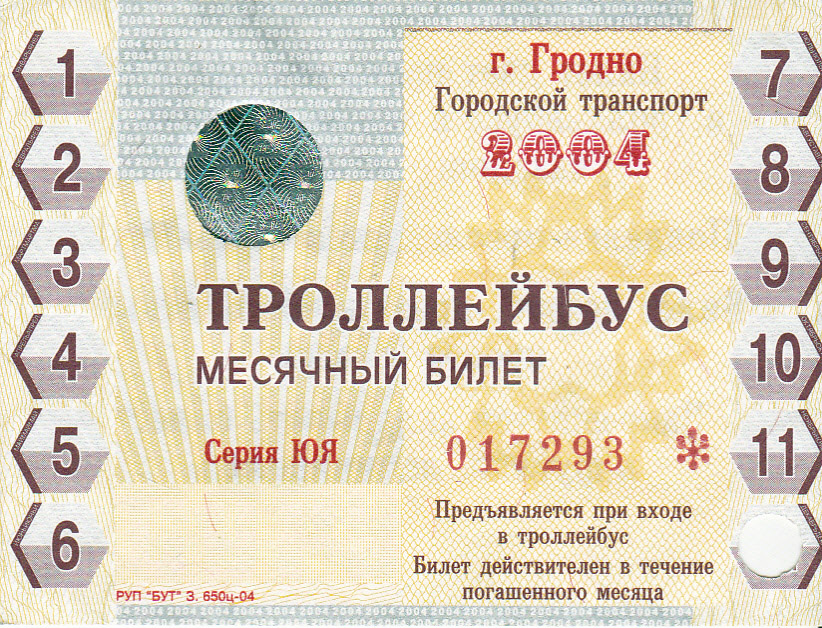 г. Гродно
Городской транспорт
2004
ТРОЛЛЕЙБУС
МЕСЯЧНЫЙ БИЛЕТ
Серия ЮЯ
017293 *
Предъявляется при входе
в троллейбус
Билет действителен в течение
погашенного месяца
РУП "БУТ" З. 650ц-04
1
2
3
4
5
6
7
8
9
10
11